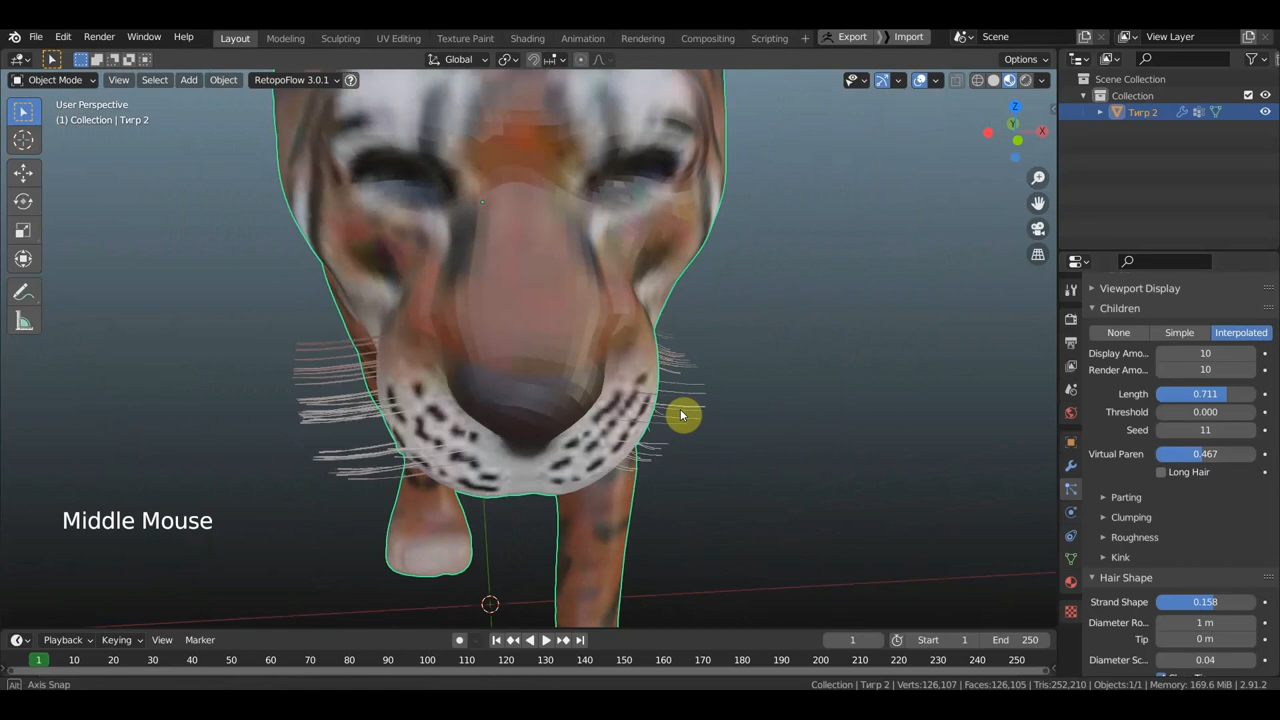 File Edit Render Window Help Layout Modeling Sculpting UV Editing Texture Paint Shading Animation Rendering Compositing Scripting + Export Import Scene View Layer
Global Options
Object Mode View Select Add Object RetopoFlow 3.0.1
User Perspective
(1) Collection | Тигр 2
Z
Y
X
Scene Collection
Collection
Тигр 2
Viewport Display
Children
None Simple Interpolated
Display Amo... 10
Render Amo... 10
Length 0.711
Threshold 0.000
Seed 11
Virtual Paren 0.467
Long Hair
Parting
Clumping
Roughness
Kink
Hair Shape
Strand Shape 0.158
Diameter Ro... 1 m
Tip 0 m
Diameter Sc... 0.04
Middle Mouse
Playback Keying View Marker 1 Start 1 End 250
1 10 20 30 40 50 60 70 80 90 100 110 120 130 140 150 160 170 180 190 200 210 220 230 240 250
Alt Axis Snap Collection | Тигр 2 | Verts:126,107 | Faces:126,105 | Tris:252,210 | Objects:1/1 | Memory: 169.6 MiB | 2.91.2